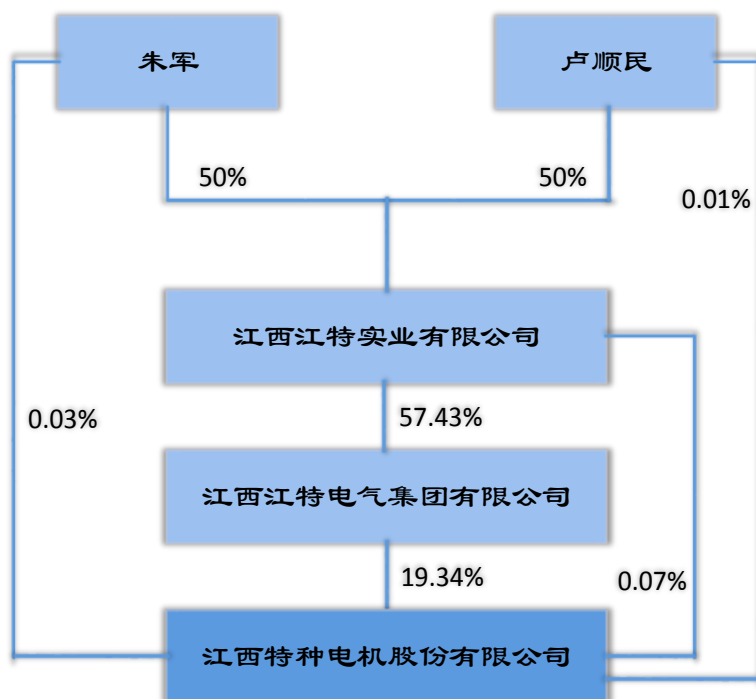 朱军
卢顺民
50%
50%
0.01%
江西江特实业有限公司
0.03%
57.43%
江西江特电气集团有限公司
19.34%
0.07%
江西特种电机股份有限公司